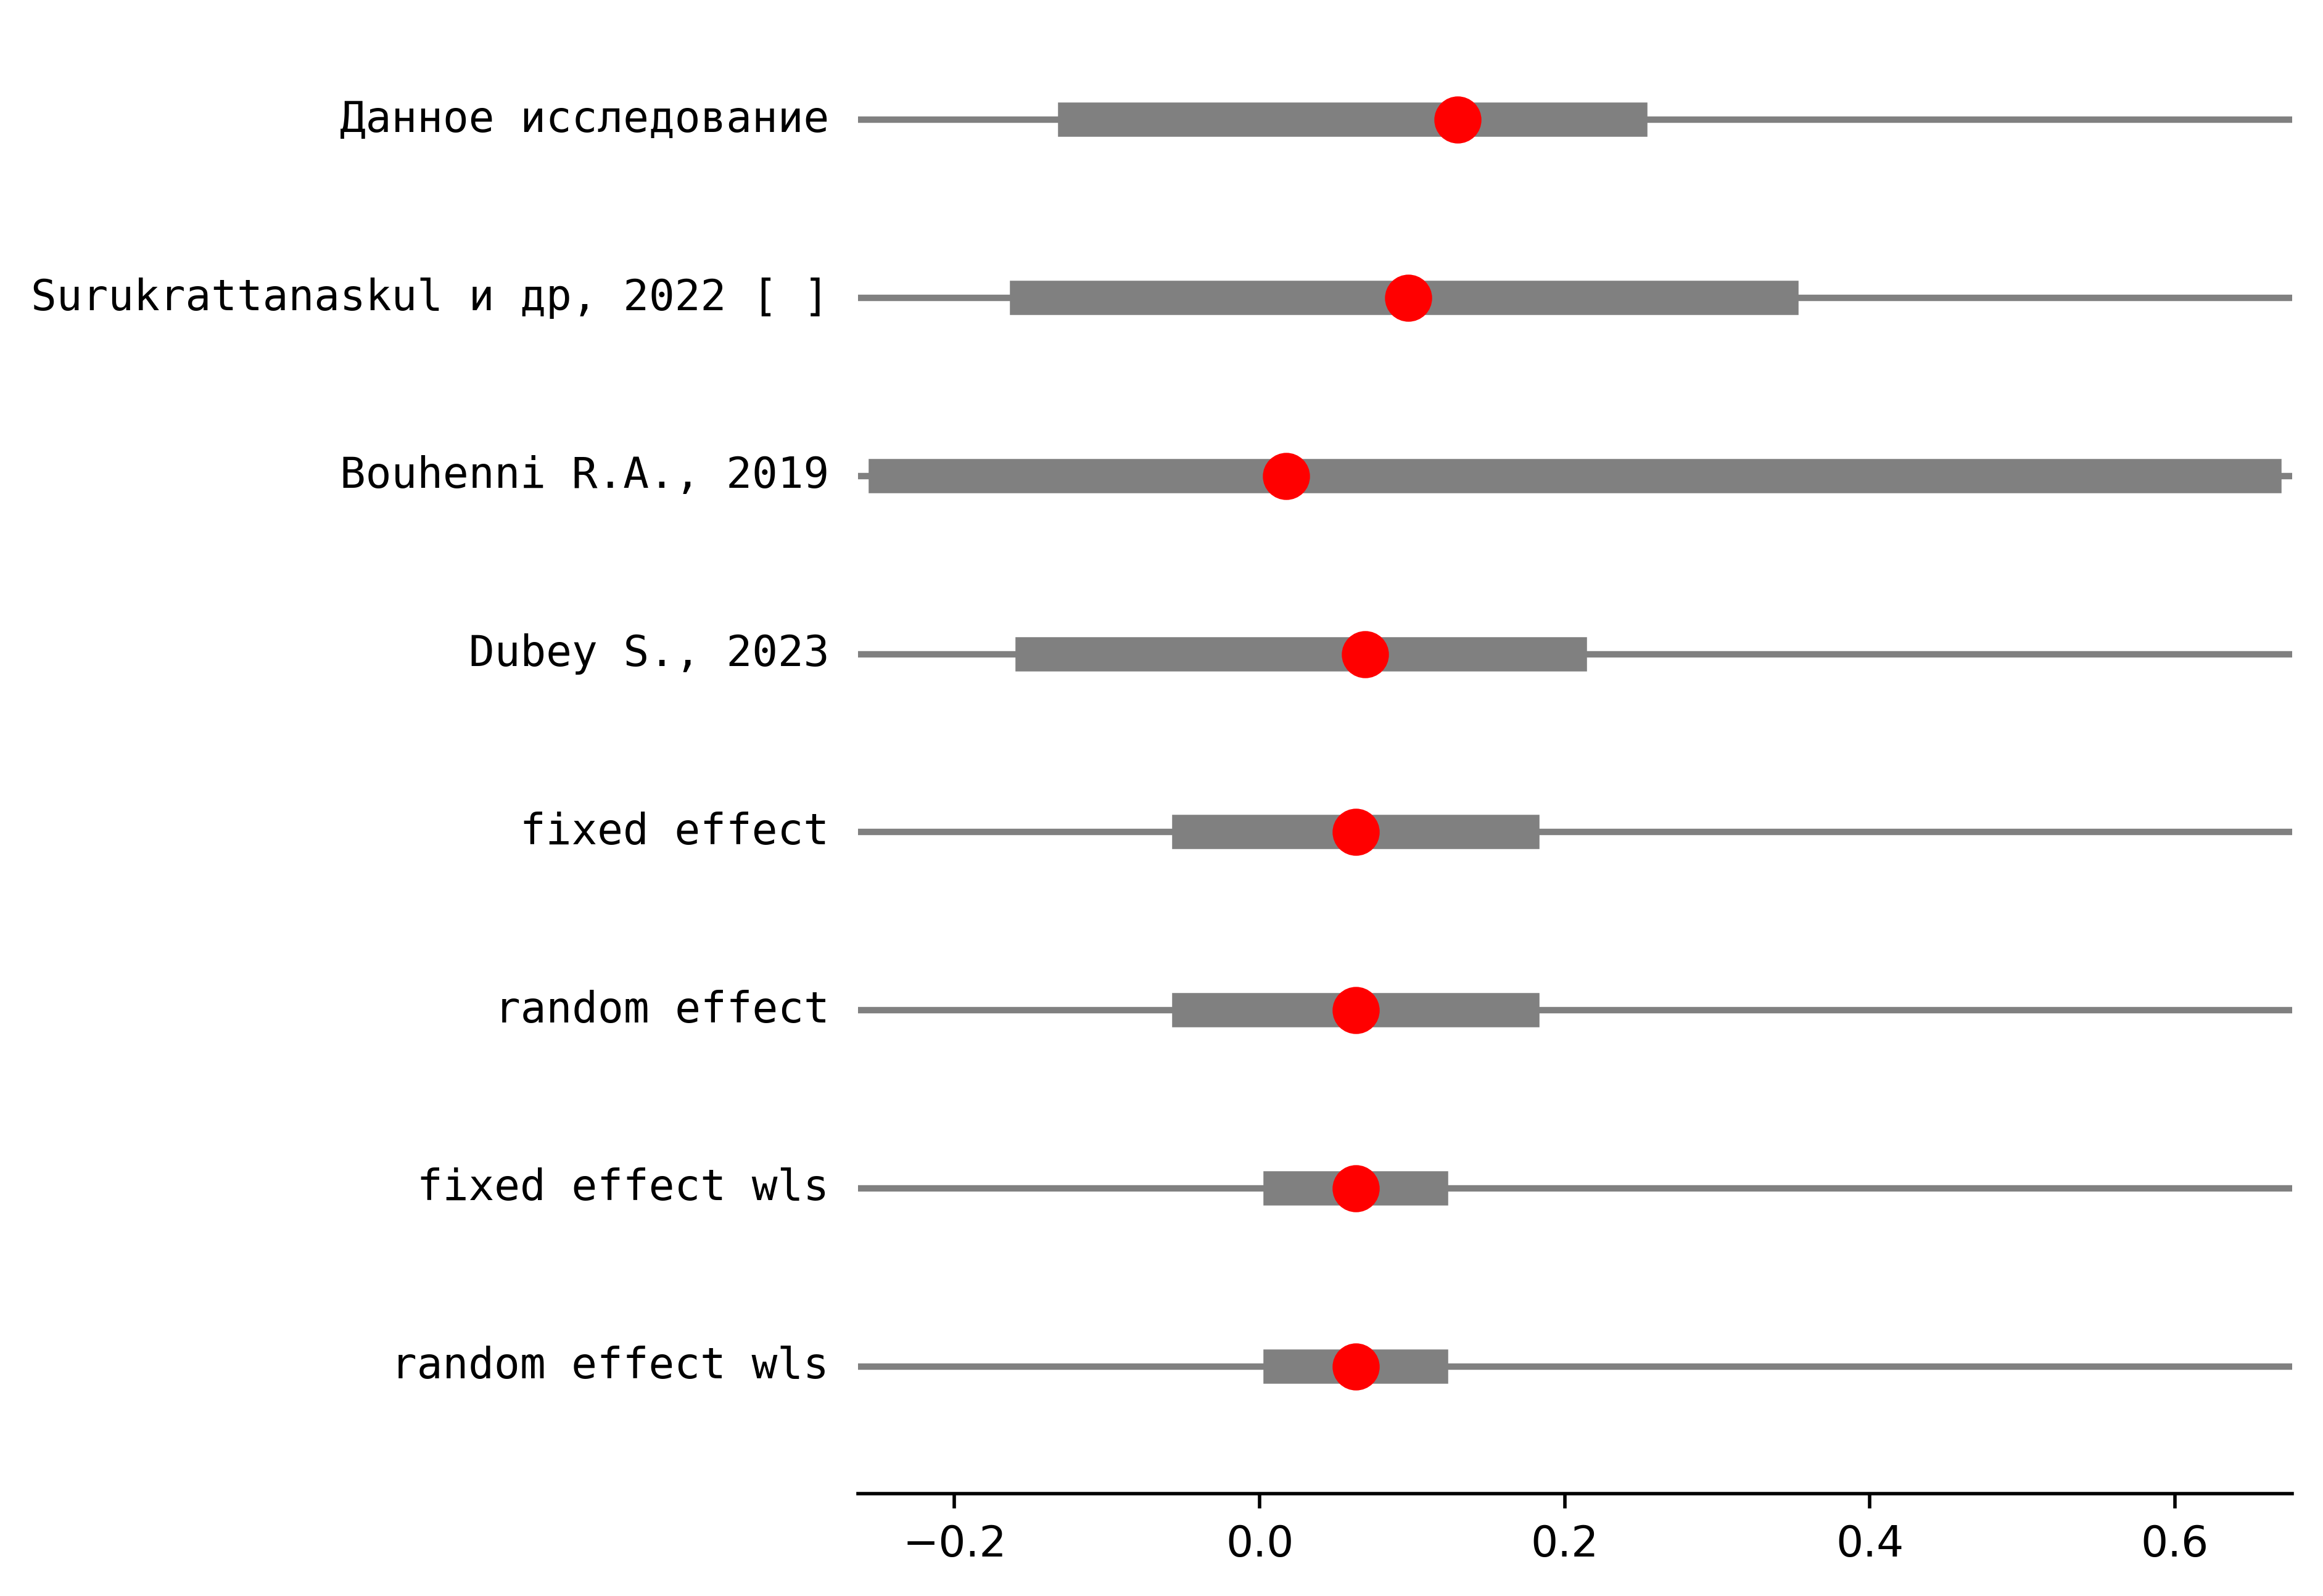 Данное исследование
Surukrattanaskul и др, 2022 [ ]
Bouhenni R.A., 2019
Dubey S., 2023
fixed effect
random effect
fixed effect wls
random effect wls
−0.2 0.0 0.2 0.4 0.6